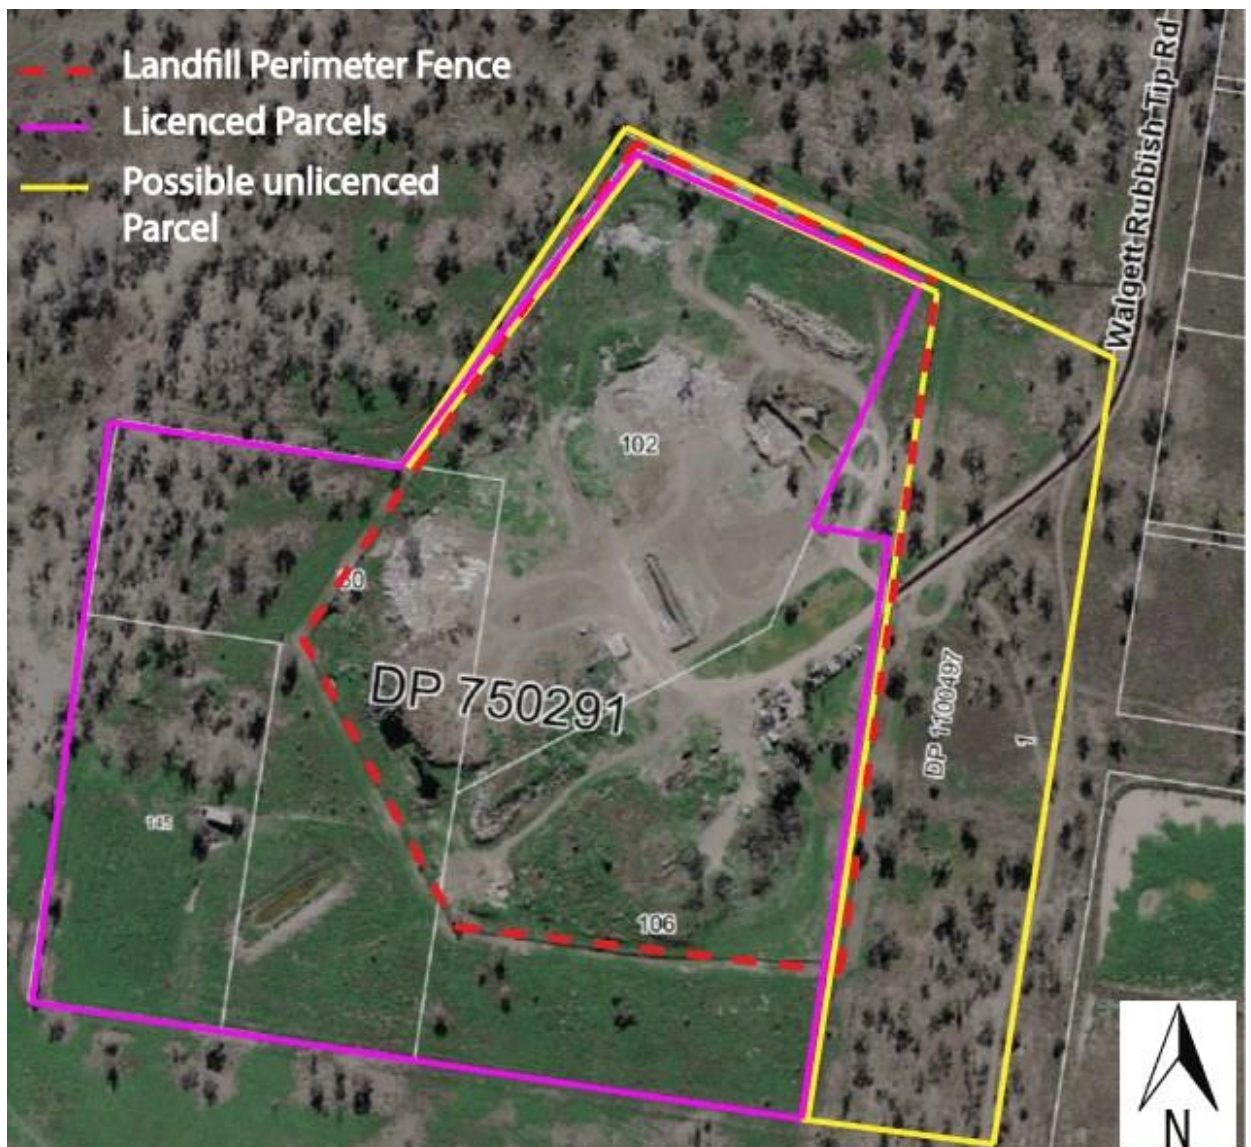 Landfill Perimeter Fence
Licenced Parcels
Possible unlicenced
Parcel
Walgett Rubbish Tip Rd
102
DP 750291
DP 1100497
1
145
106
N